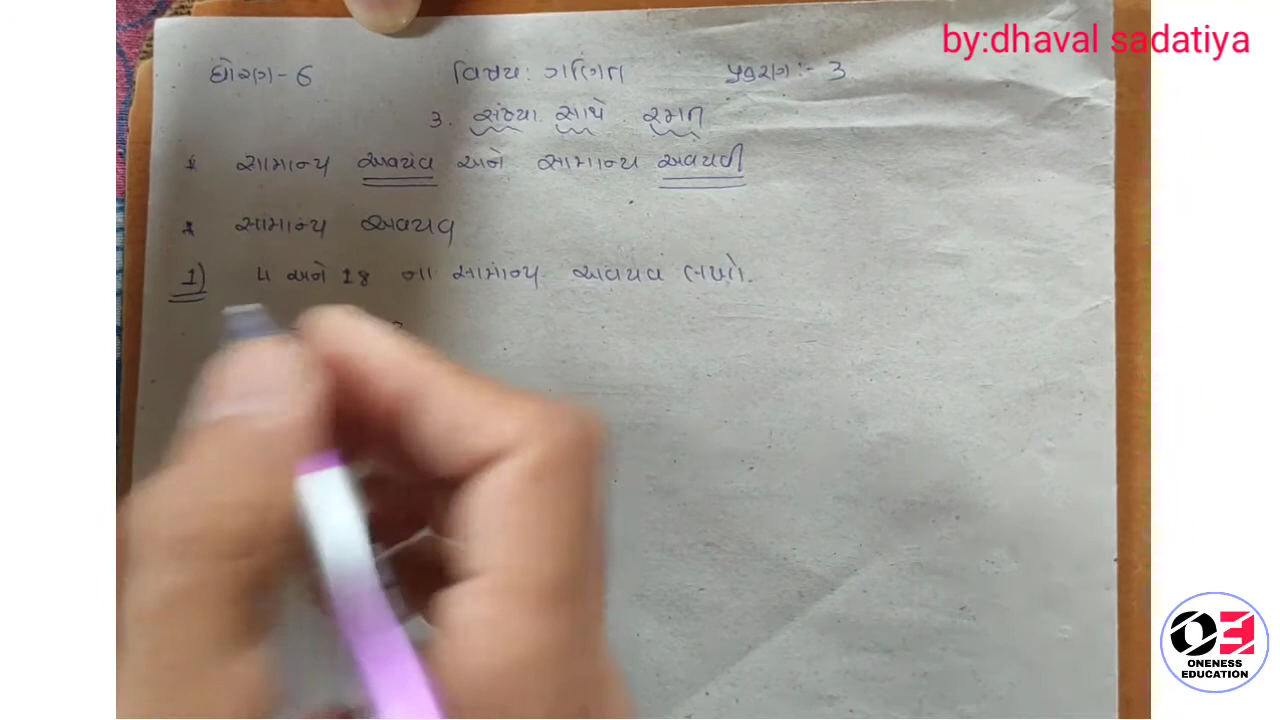 by:dhaval sadatiya
ધોરણ-6 વિષય: ગણિત પ્રકરણ:- 3
3. સંખ્યા સાથે રમત
* સામાન્ય અવયવ અને સામાન્ય અવયવી
* સામાન્ય અવયવ
1) 4 અને 18 ના સામાન્ય અવયવ લખો.
OE
ONENESS
EDUCATION